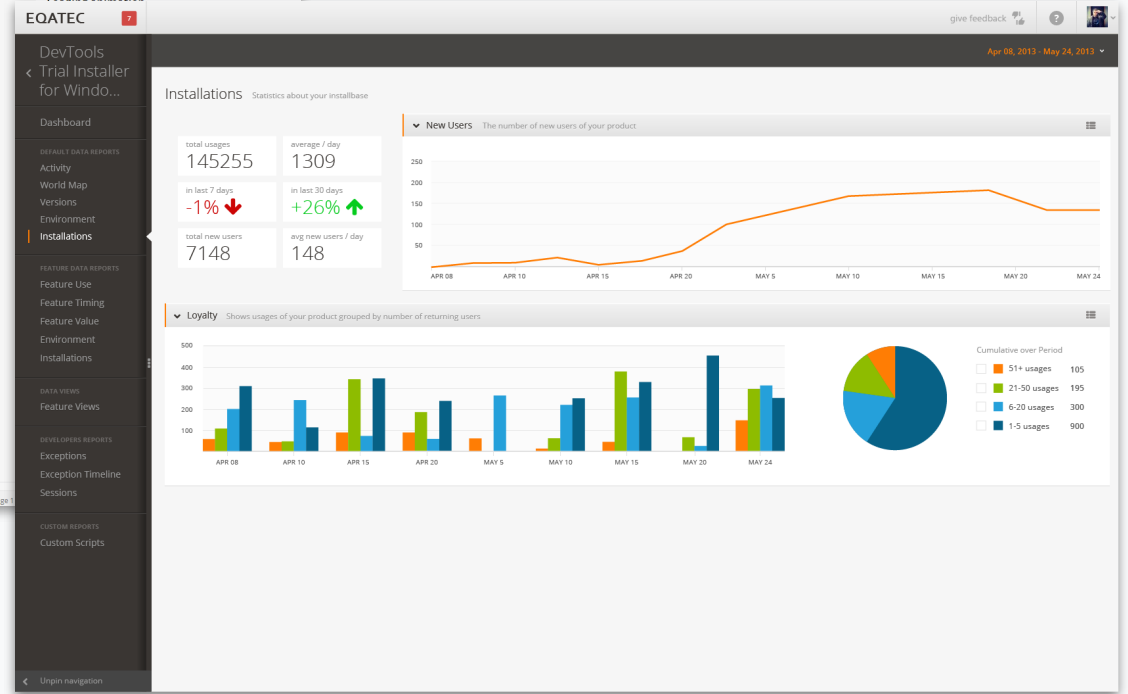 EQATEC
7
give feedback
?
DevTools
Trial Installer
for Windo...
Apr 08, 2013 - May 24, 2013
Dashboard
DEFAULT DATA REPORTS
Activity
World Map
Versions
Environment
Installations
FEATURE DATA REPORTS
Feature Use
Feature Timing
Feature Value
Environment
Installations
DATA VIEWS
Feature Views
DEVELOPERS REPORTS
Exceptions
Exception Timeline
Sessions
CUSTOM REPORTS
Custom Scripts
Unpin navigation
Installations Statistics about your installbase
total usages
145255
average / day
1309
in last 7 days
-1%
in last 30 days
+26%
total new users
7148
avg new users / day
148
New Users The number of new users of your product
250
200
150
100
50
APR 08 APR 10 APR 15 APR 20 MAY 5 MAY 10 MAY 15 MAY 20 MAY 24
Loyalty Shows usages of your product grouped by number of returning users
500
400
300
200
100
APR 08 APR 10 APR 15 APR 20 MAY 5 MAY 10 MAY 15 MAY 20 MAY 24
Cumulative over Period
51+ usages 105
21-50 usages 195
6-20 usages 300
1-5 usages 900